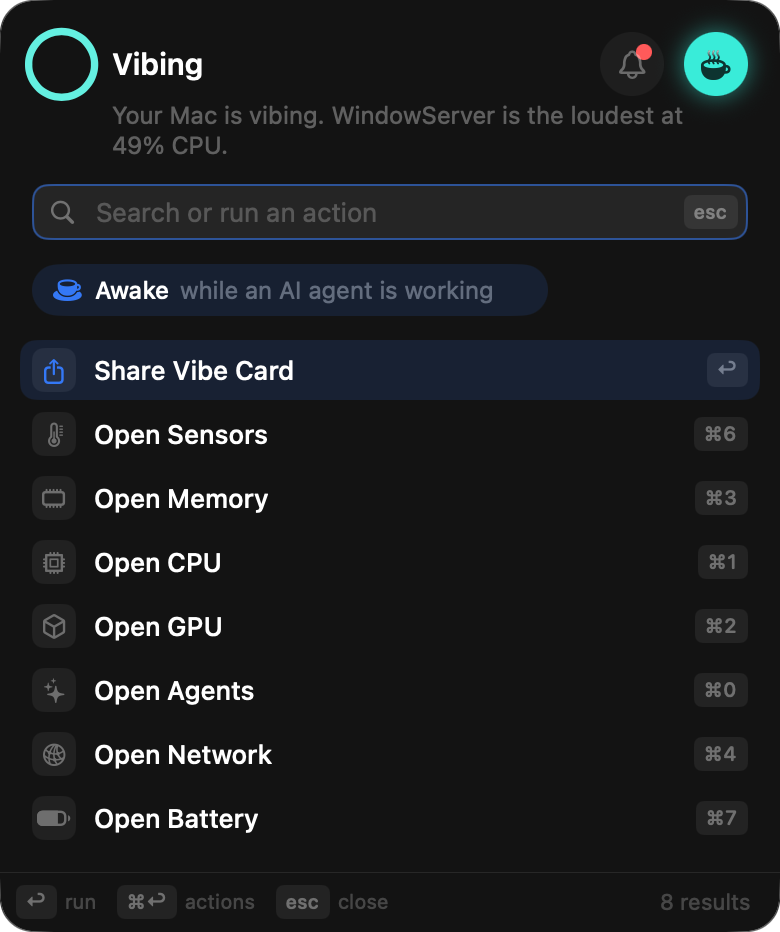 Vibing
Your Mac is vibing. WindowServer is the loudest at
49% CPU.
Search or run an action esc
Awake while an AI agent is working
Share Vibe Card ↩
Open Sensors ⌘6
Open Memory ⌘3
Open CPU ⌘1
Open GPU ⌘2
Open Agents ⌘0
Open Network ⌘4
Open Battery ⌘7
↩ run ⌘↩ actions esc close 8 results